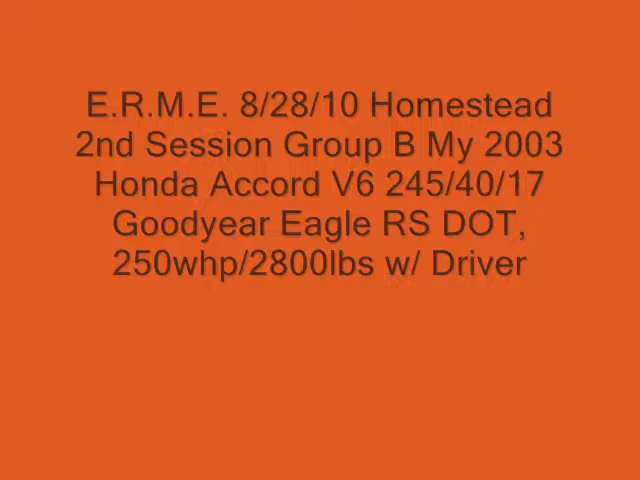 E.R.M.E. 8/28/10 Homestead
2nd Session Group B My 2003
Honda Accord V6 245/40/17
Goodyear Eagle RS DOT,
250whp/2800lbs w/ Driver